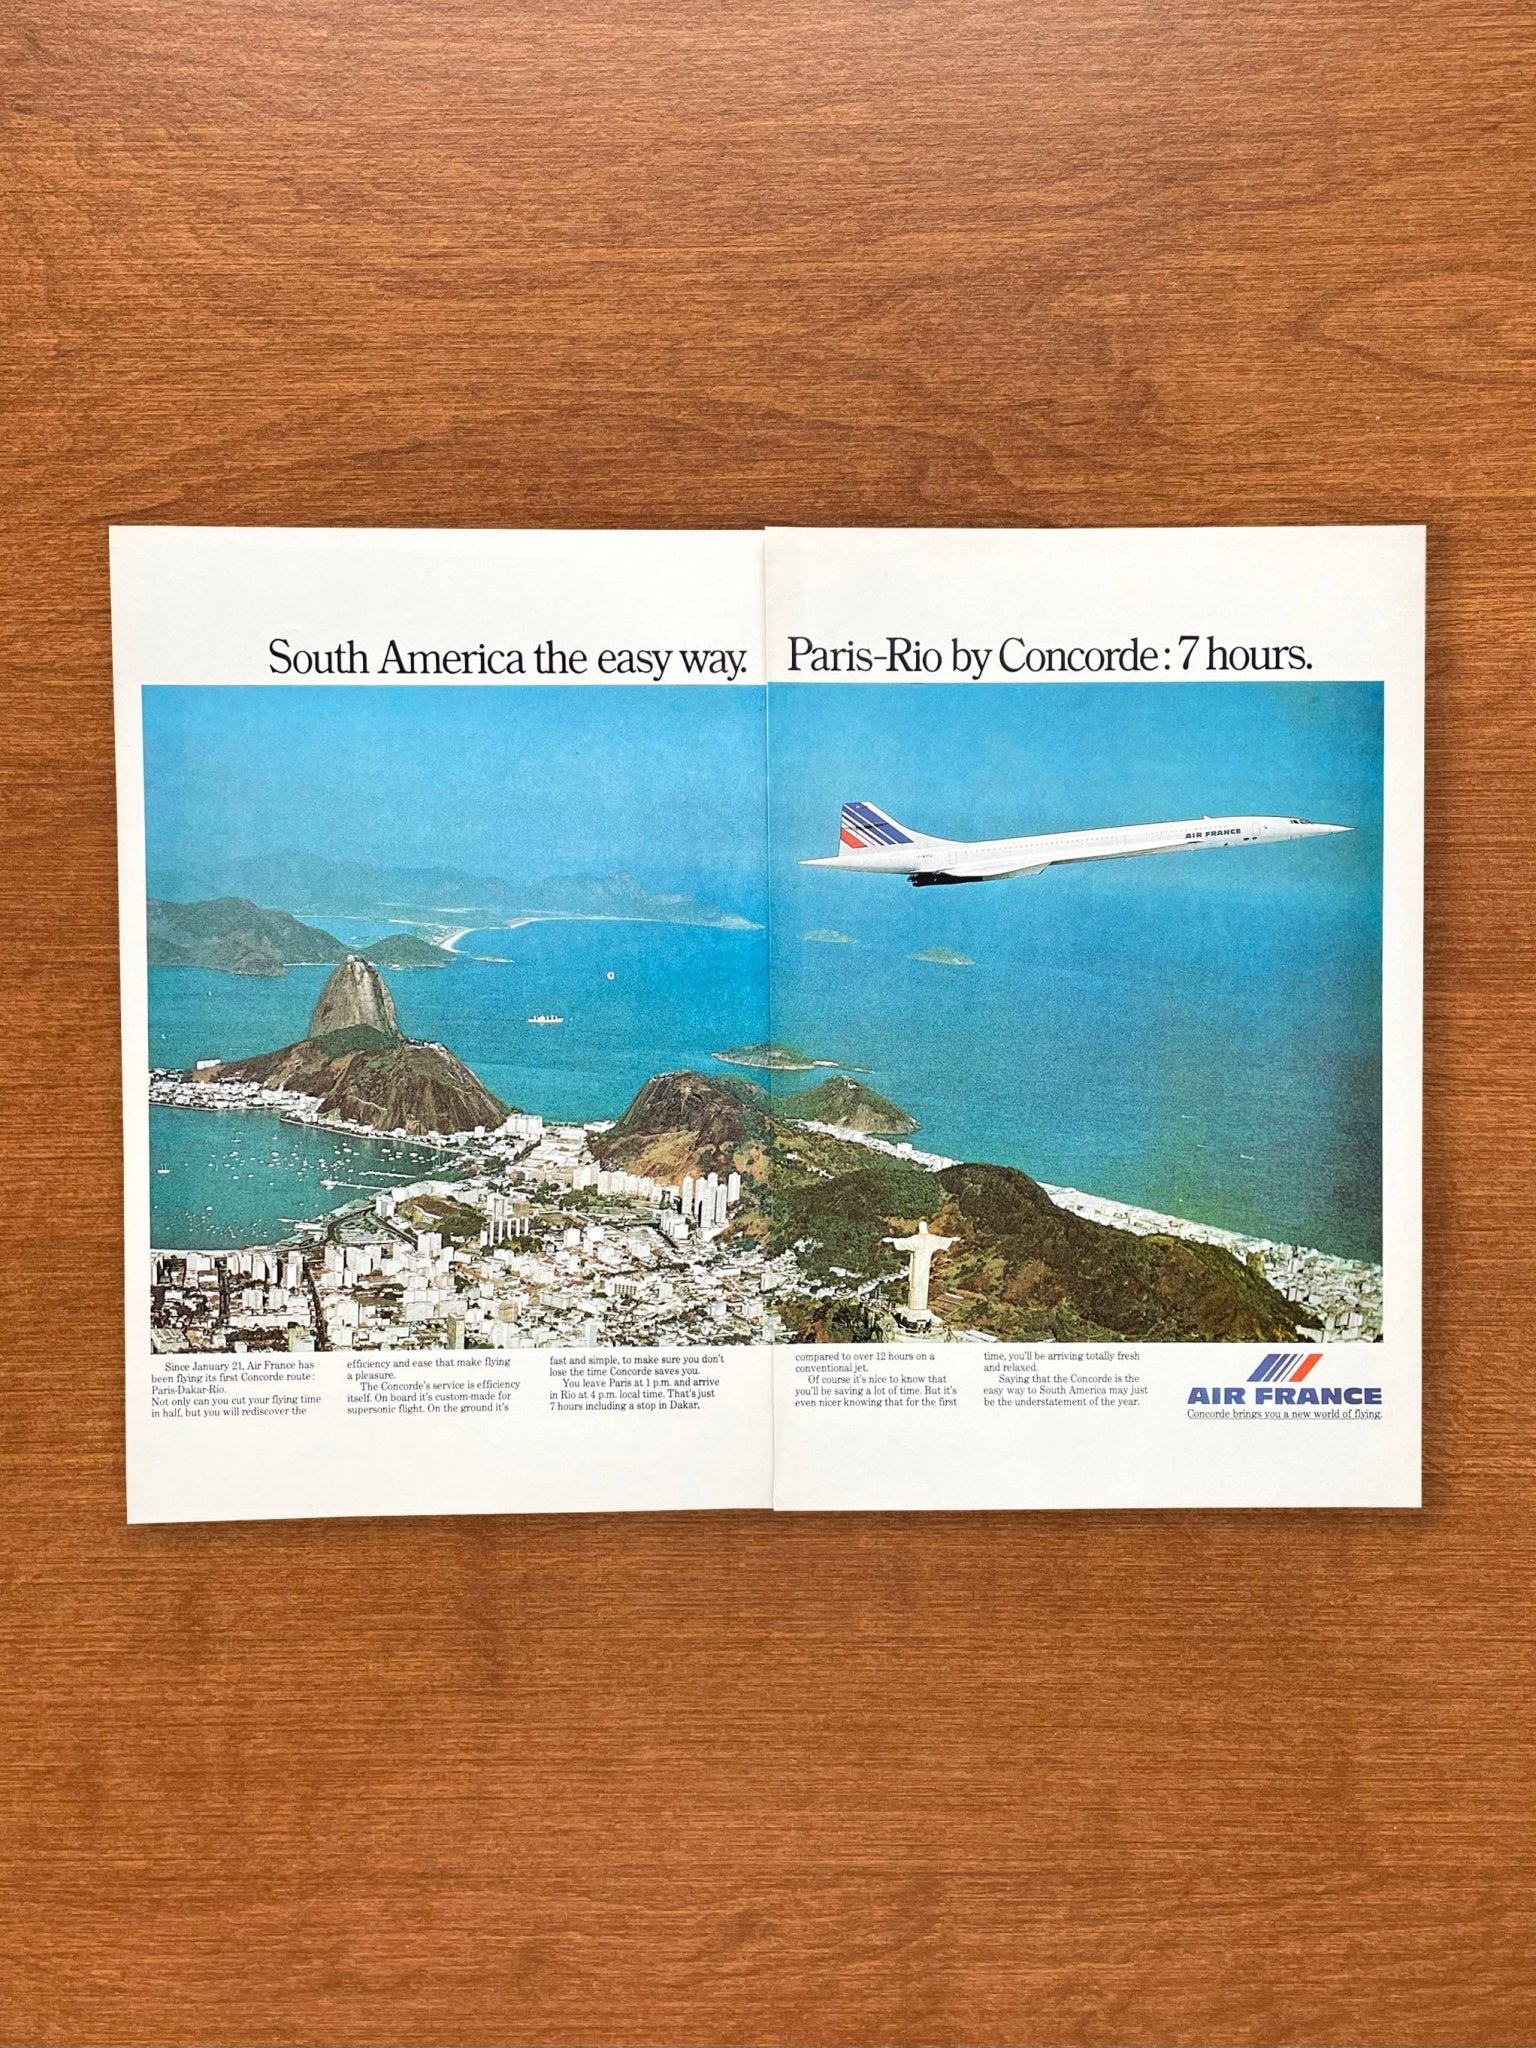 South America the easy way. Paris-Rio by Concorde: 7 hours.
AIR FRANCE
Since January 21, Air France has
been flying its first Concorde route:
Paris-Dakar-Rio.
Not only can you cut your flying time
in half, but you will rediscover the
efficiency and ease that make flying
a pleasure.
The Concorde's service is efficiency
itself. On board it's custom-made for
supersonic flight. On the ground it's
fast and simple, to make sure you don't
lose the time Concorde saves you.
You leave Paris at 1 p.m. and arrive
in Rio at 4 p.m. local time. That's just
7 hours including a stop in Dakar,
compared to over 12 hours on a
conventional jet.
Of course it's nice to know that
you'll be saving a lot of time. But it's
even nicer knowing that for the first
time, you'll be arriving totally fresh
and relaxed.
Saying that the Concorde is the
easy way to South America may just
be the understatement of the year.
AIR FRANCE
Concorde brings you a new world of flying.